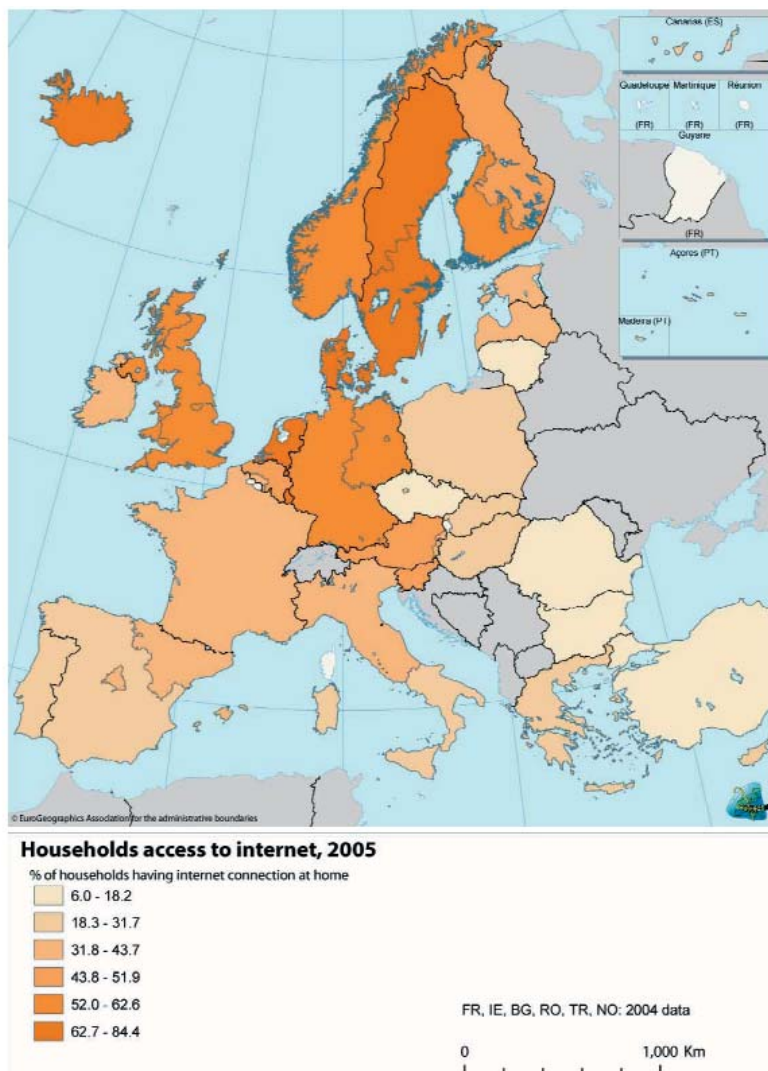 Canarias (ES)
Guadeloupe Martinique Réunion
(FR) (FR) (FR)
Guyane
(FR)
Açores (PT)
Madeira (PT)
© EuroGeographics Association for the administrative boundaries
Households access to internet, 2005
% of households having internet connection at home
6.0 - 18.2
18.3 - 31.7
31.8 - 43.7
43.8 - 51.9
52.0 - 62.6
62.7 - 84.4
FR, IE, BG, RO, TR, NO: 2004 data
0 1,000 Km